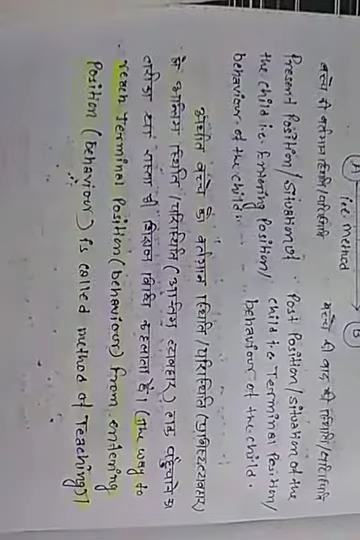 (A) i.e. method (B)
बच्चे की वर्तमान स्थिति/परिस्थिति बच्चे की बाद की स्थिति/परिस्थिति
Present Position/Situation of Post Position/Situation of the
the child i.e. Entering Position/ child i.e Terminal Position/
behaviour of the child. behaviour of the child.
अर्थात बच्चे को वर्तमान स्थिति/परिस्थिति
से अन्तिम स्थिति/परिस्थिति (अन्तिम व्यवहार) तक पहुँचाने का
तरीका या रास्ता ही शिक्षण विधि कहलाता है। (The way to
reach Terminal Position (behaviour) from entering
Position (behaviour) is called method of Teaching)।